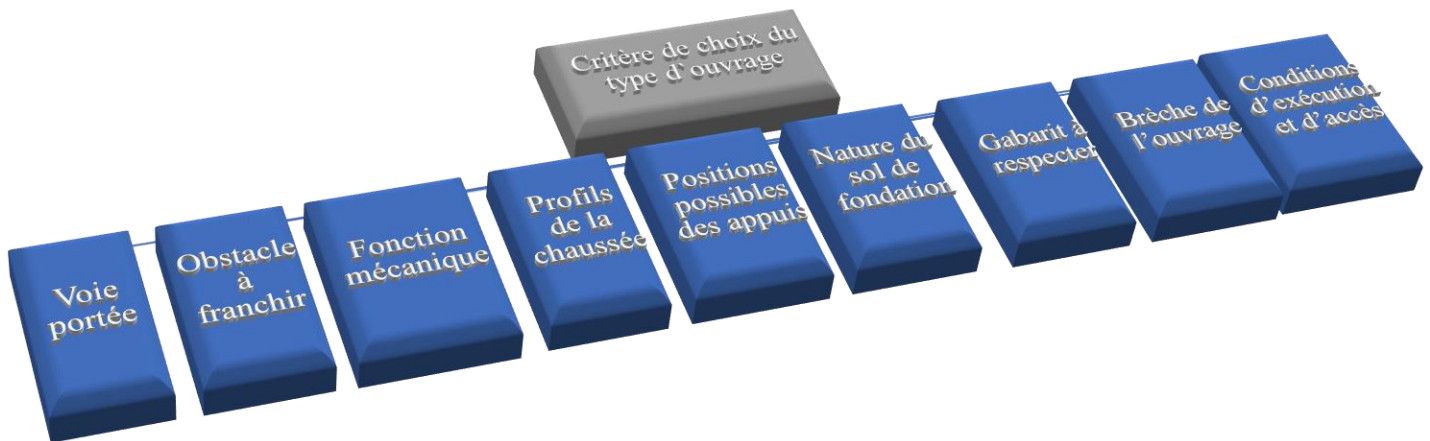 Critère de choix du
type d'ouvrage
Voie
portée
Obstacle
à
franchir
Fonction
mécanique
Profils
de la
chaussée
Positions
possibles
des appuis
Nature du
sol de
fondation
Gabarit à
respecter
Brèche de
l'ouvrage
Conditions
d'exécution
et d'accès